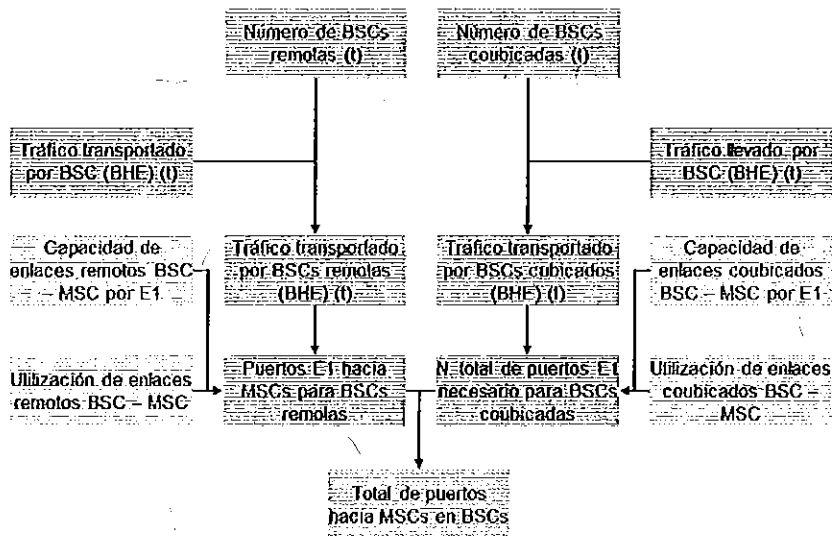 Número de BSCs
remolas (t)
Número de BSCs
coubicadas (t)
Tráfico transportado
por BSC (BHE) (t)
Tráfico llevado por
BSC (BHE) (t)
Capacidad de
enlaces remotos BSC
– MSC por E1
Tráfico transportado
por BSCs remolas
(BHE) (t)
Tráfico transportado
por BSCs cubicados
(BHE) (t)
Capacidad de
enlaces coubicados
BSC – MSC por E1
Utilización de enlaces
remotos BSC – MSC
Puertos E1 hacia
MSCs para BSCs
remolas
N. total de puertos E1
necesario para BSCs
coubicadas
Utilización de enlaces
coubicados BSC –
MSC
Total de puertos
hacia MSCs en BSCs